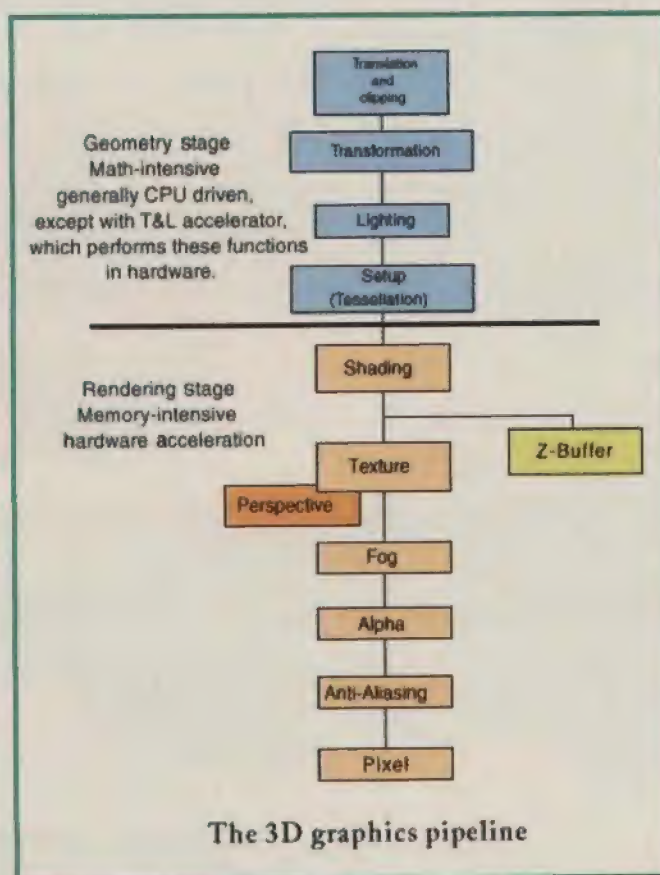 Translation
and
clipping
Geometry stage
Math-intensive
generally CPU driven,
except with T&L accelerator,
which performs these functions
in hardware.
Transformation
Lighting
Setup
(Tessellation)
Rendering stage
Memory-intensive
hardware acceleration
Shading
Z-Buffer
Texture
Perspective
Fog
Alpha
Anti-Aliasing
Pixel
The 3D graphics pipeline